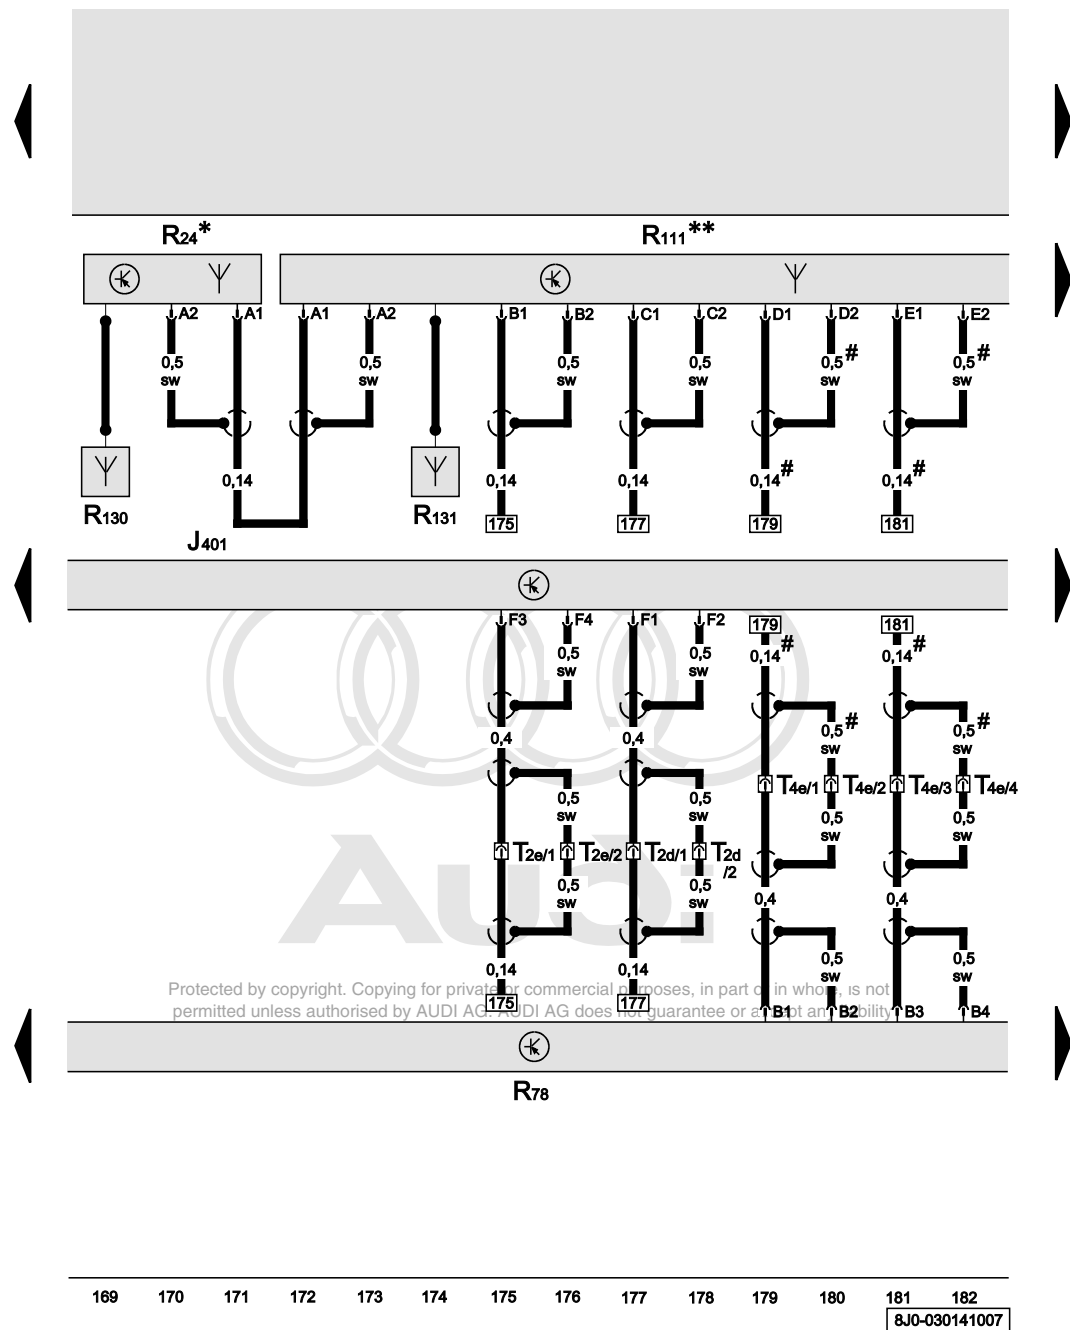 R24* R111**
A2 A1 A1 A2 B1 B2 C1 C2 D1 D2 E1 E2
0,5 0,5 0,5 0,5 0,5# 0,5#
sw sw sw sw sw sw
0,14 0,14 0,14 0,14# 0,14#
R130 R131 175 177 179 181
J401
F3 F4 F1 F2 179 181
0,5 0,5 0,14# 0,14#
sw sw
0,4 0,4 0,5# 0,5#
sw sw
T4e/1 T4e/2 T4e/3 T4e/4
0,5 0,5 0,5 0,5
sw sw sw sw
T2e/1 T2e/2 T2d/1 T2d/2
Audi
0,5 0,5 0,4 0,4
sw sw
0,14 0,14 0,5 0,5
sw sw
Protected by copyright. Copying for private or commercial purposes, in part or in whole, is not
permitted unless authorised by AUDI AG. AUDI AG does not guarantee or accept any liability
175 177 B1 B2 B3 B4
R78
169 170 171 172 173 174 175 176 177 178 179 180 181 182
8J0-030141007